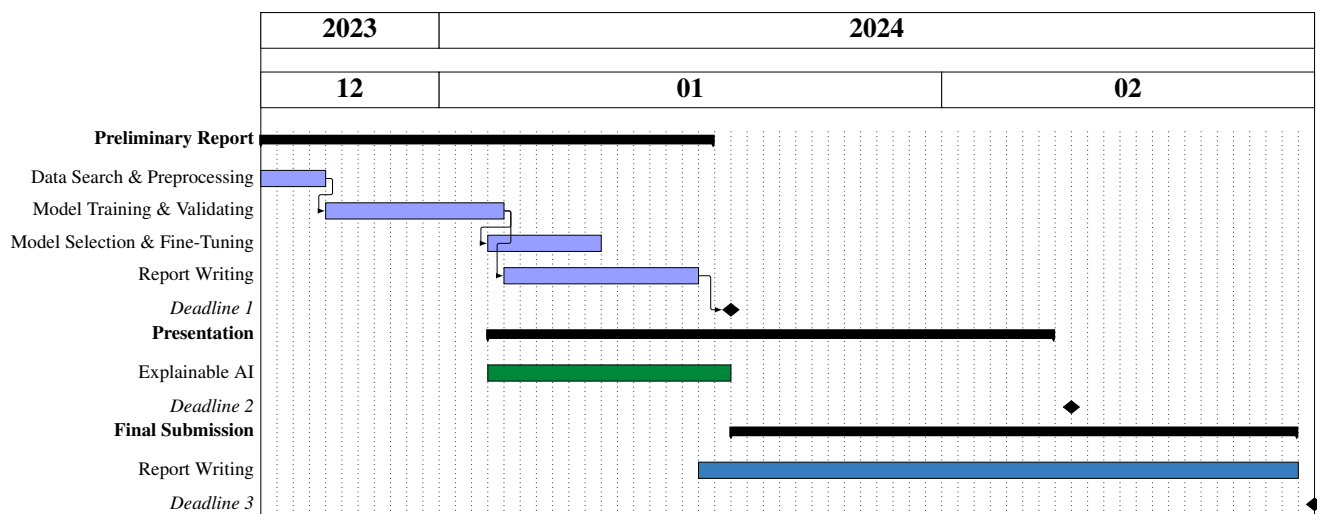 2023 2024
12 01 02
Preliminary Report
Data Search & Preprocessing
Model Training & Validating
Model Selection & Fine-Tuning
Report Writing
Deadline 1
Presentation
Explainable AI
Deadline 2
Final Submission
Report Writing
Deadline 3